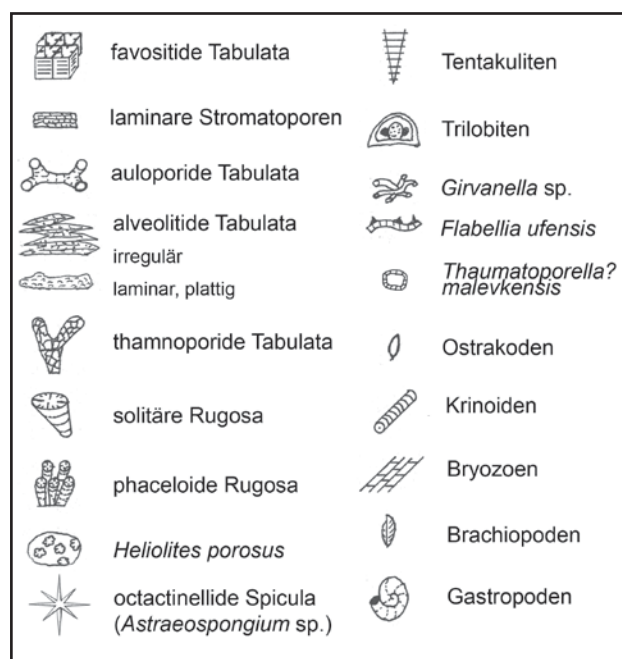 favositide Tabulata
laminare Stromatoporen
auloporide Tabulata
alveolitide Tabulata
irregulär
laminar, plattig
thamnoporide Tabulata
solitäre Rugosa
phaceloide Rugosa
Heliolites porosus
octactinellide Spicula
(Astraeospongium sp.)
Tentakuliten
Trilobiten
Girvanella sp.
Flabellia ufensis
Thaumatoporella?
malevkensis
Ostrakoden
Krinoiden
Bryozoen
Brachiopoden
Gastropoden